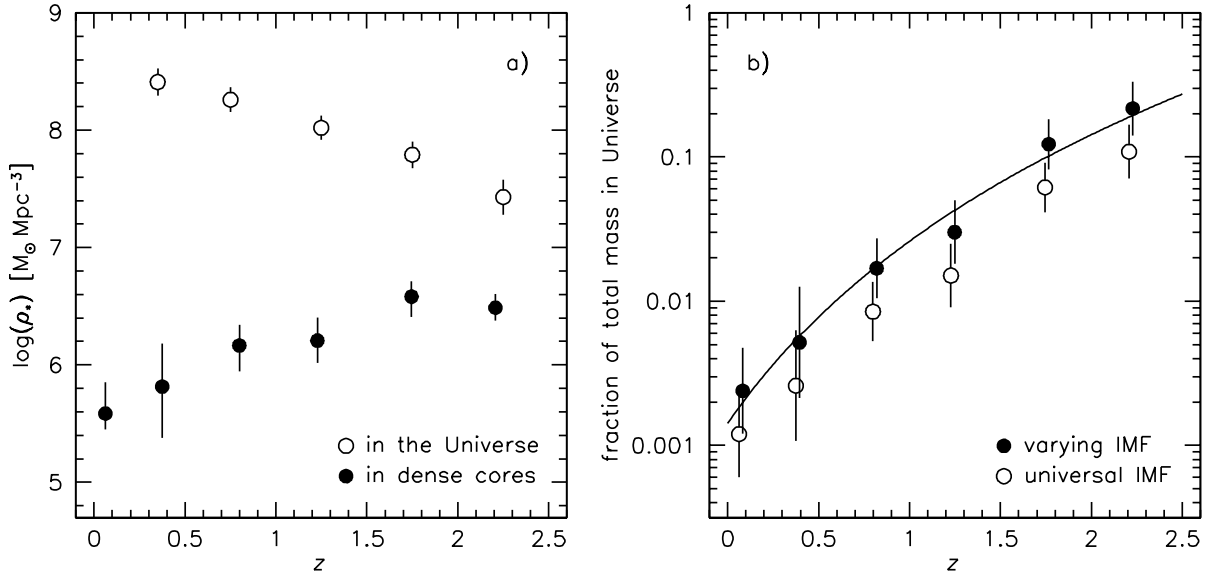 a)
9
8
7
6
5
log(ρ*) [M⊙ Mpc−3]
in the Universe
in dense cores
0 0.5 1 1.5 2 2.5
z
b)
1
0.1
0.01
0.001
fraction of total mass in Universe
varying IMF
universal IMF
0 0.5 1 1.5 2 2.5
z